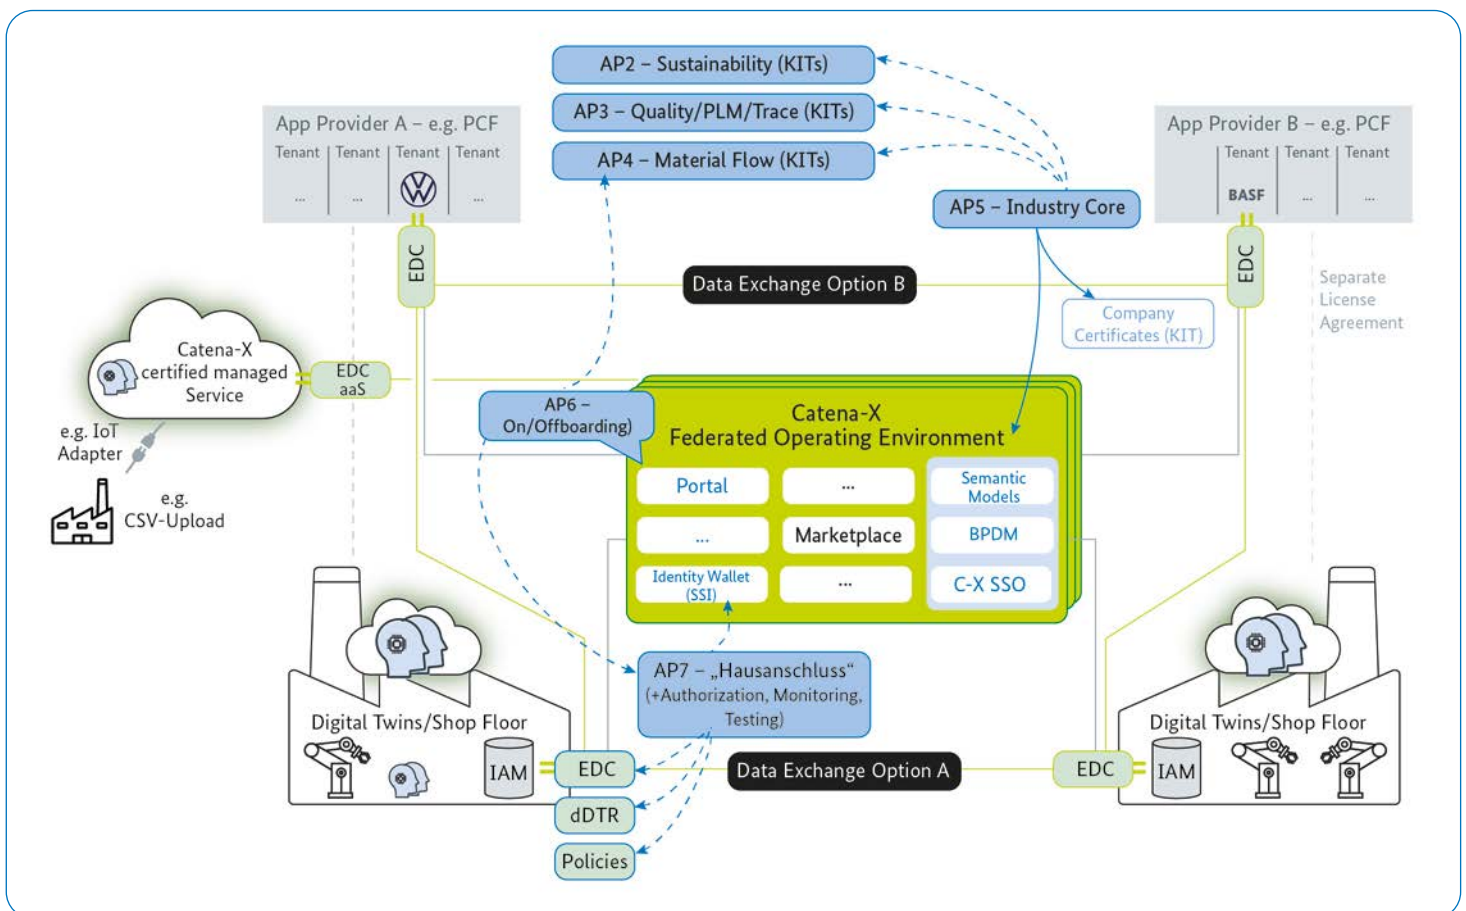 AP2 – Sustainability (KITs)
AP3 – Quality/PLM/Trace (KITs)
AP4 – Material Flow (KITs)
App Provider A – e.g. PCF
Tenant
Tenant
Tenant
Tenant
...
...
VW
...
App Provider B – e.g. PCF
Tenant
Tenant
Tenant
BASF
...
...
AP5 – Industry Core
EDC
EDC
Data Exchange Option B
Separate
License
Agreement
Company
Certificates (KIT)
Catena-X
certified managed
Service
EDC
aaS
e.g. IoT
Adapter
e.g.
CSV-Upload
AP6 –
On/Offboarding)
Catena-X
Federated Operating Environment
Portal
...
Semantic
Models
...
Marketplace
BPDM
Identity Wallet
(SSI)
...
C-X SSO
AP7 – „Hausanschluss“
(+Authorization, Monitoring,
Testing)
Digital Twins/Shop Floor
IAM
EDC
dDTR
Policies
Data Exchange Option A
Digital Twins/Shop Floor
EDC
IAM